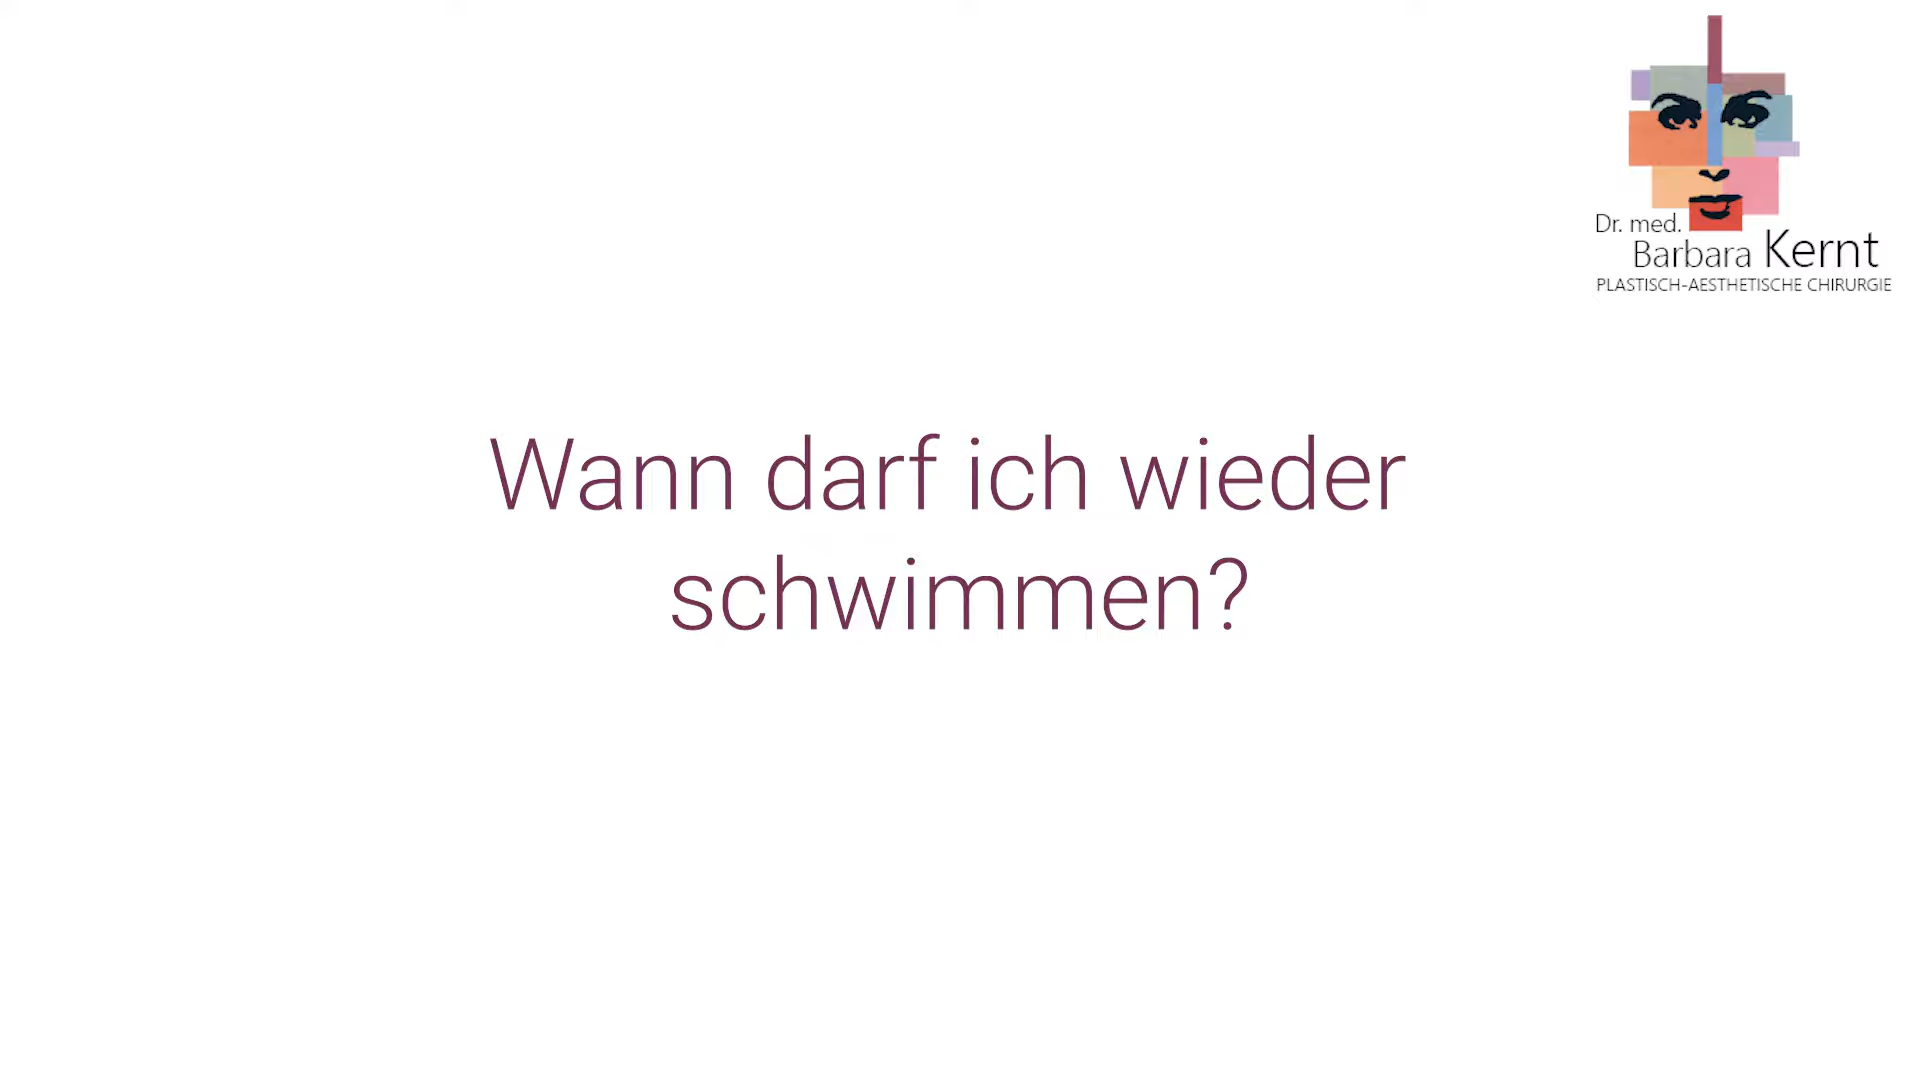 Dr. med.
Barbara Kernt
PLASTISCH-AESTHETISCHE CHIRURGIE
Wann darf ich wieder
schwimmen?